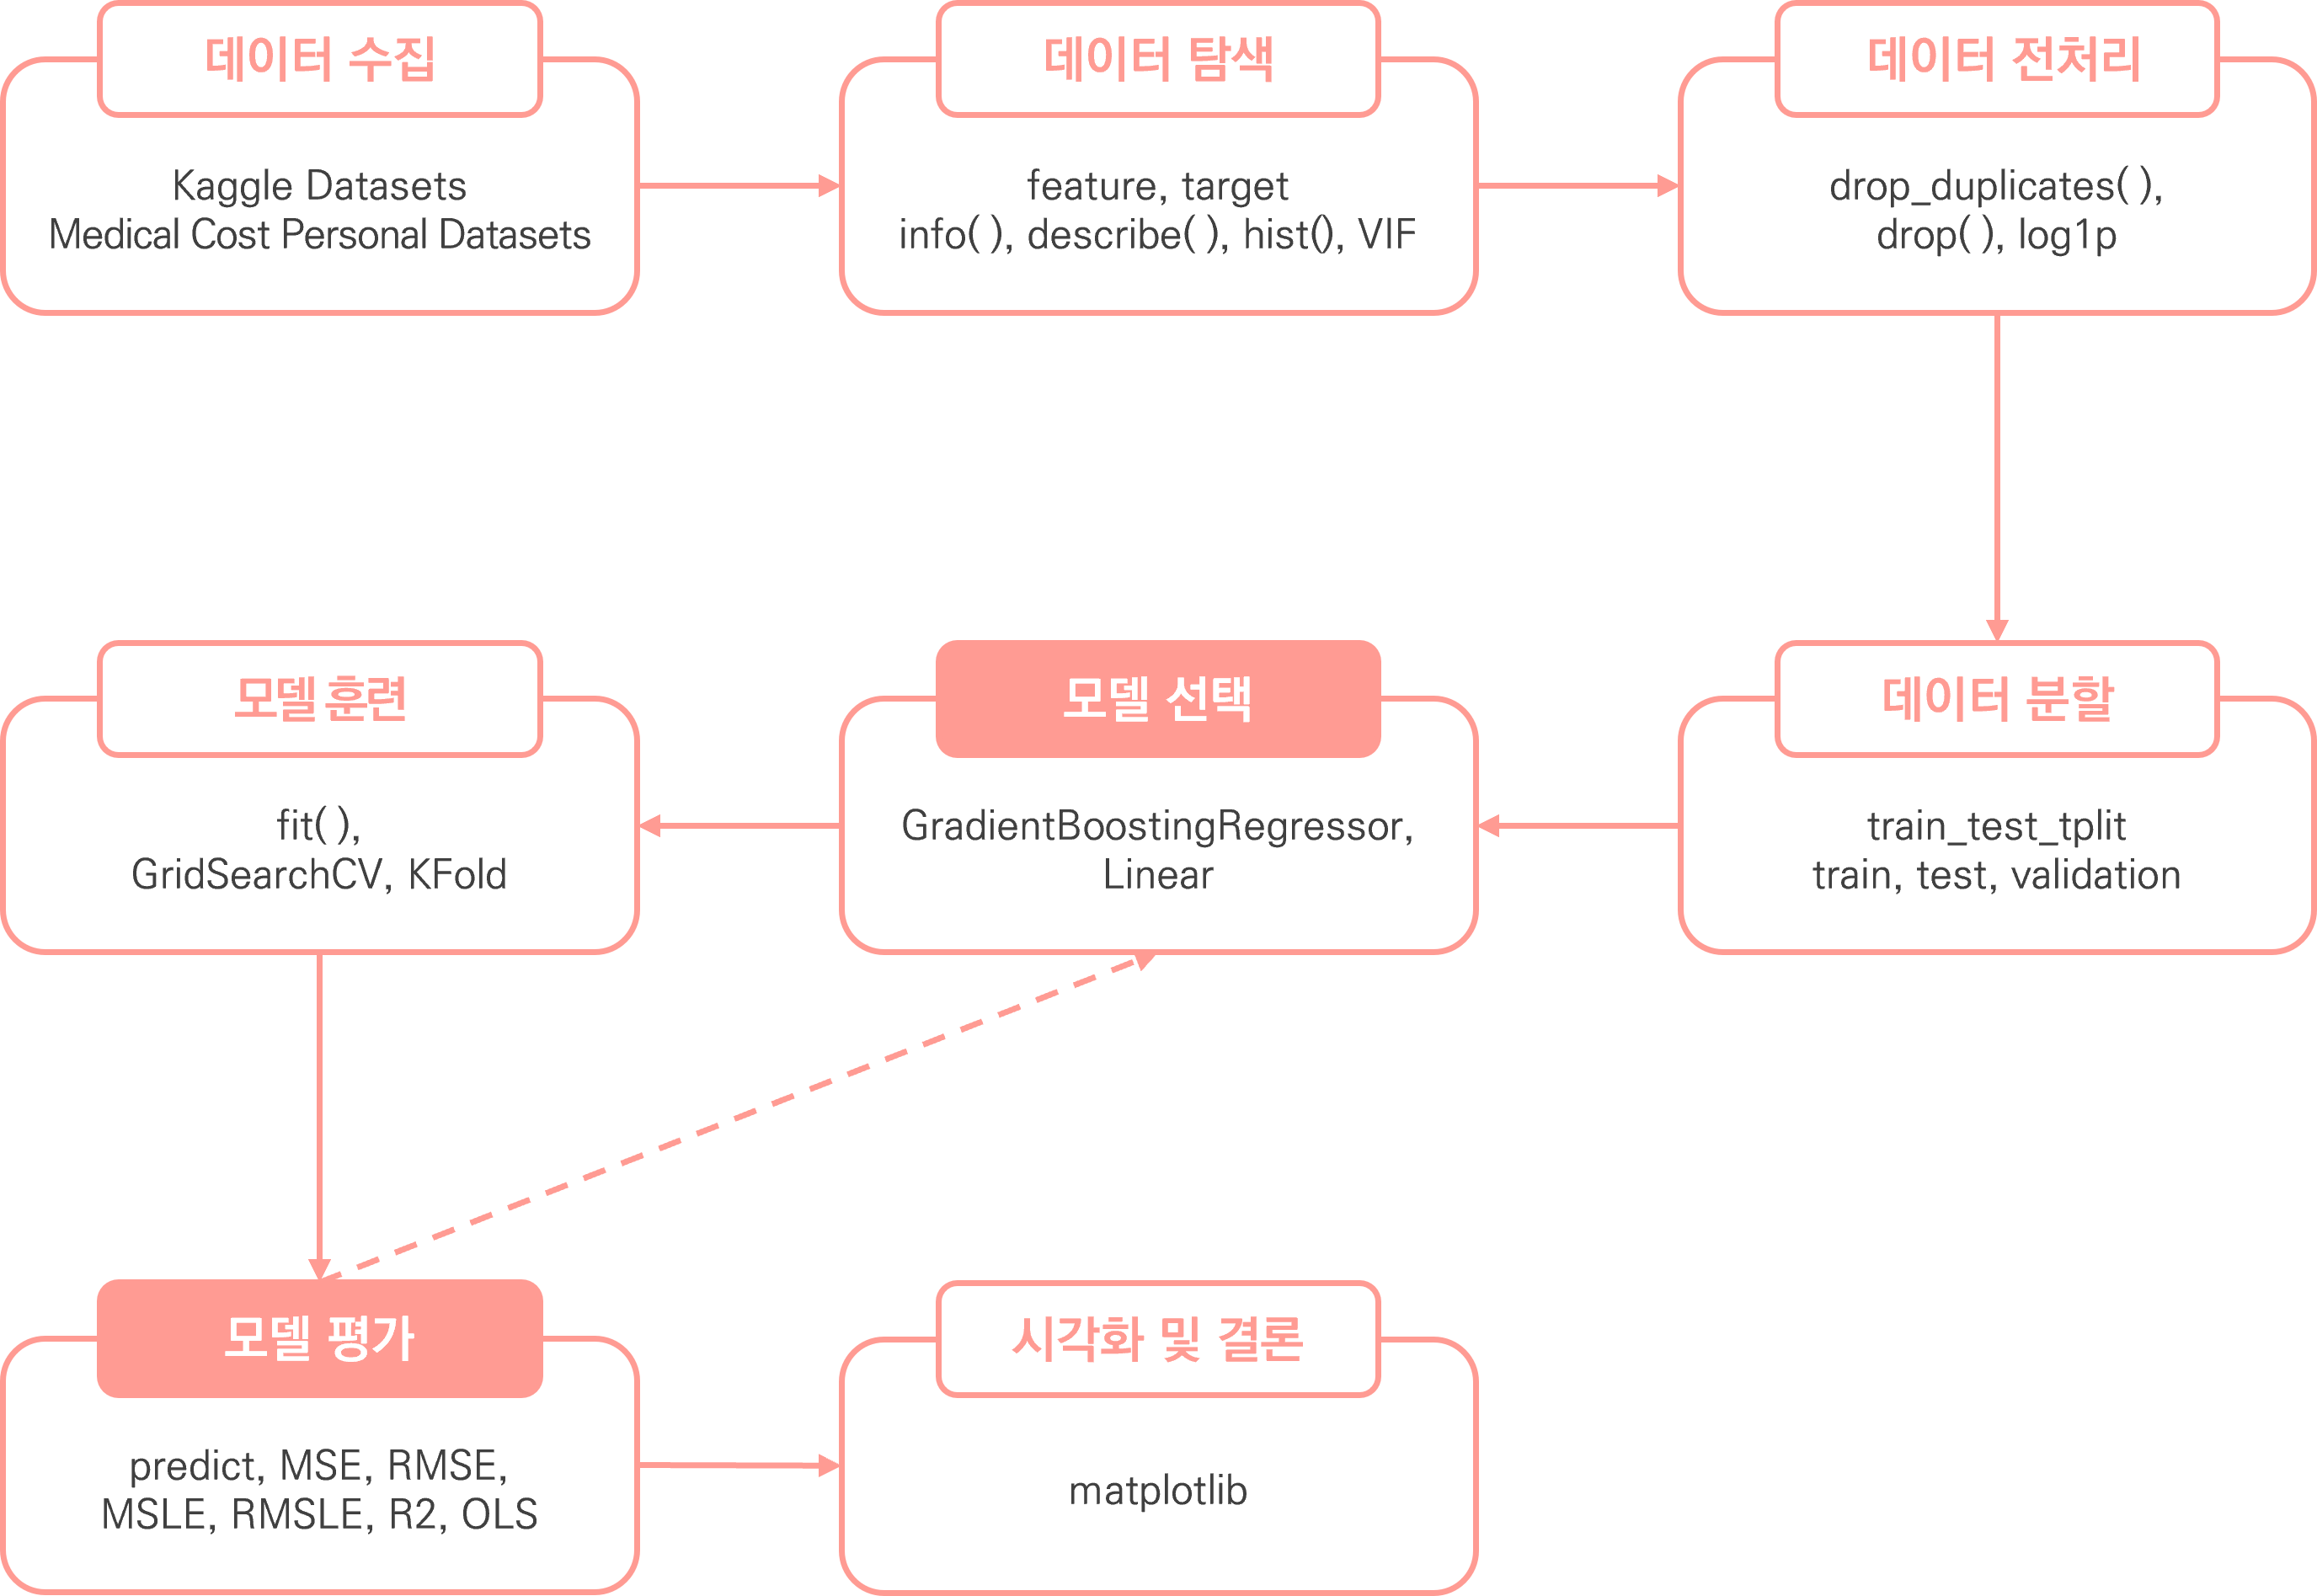 데이터 수집
Kaggle Datasets
Medical Cost Personal Datasets
데이터 탐색
feature, target
info( ), describe( ), hist(), VIF
데이터 전처리
drop_duplicates( ),
drop( ), log1p
데이터 분할
train_test_tplit
train, test, validation
모델 선택
GradientBoostingRegressor,
Linear
모델 훈련
fit( ),
GridSearchCV, KFold
모델 평가
predict, MSE, RMSE,
MSLE, RMSLE, R2, OLS
시각화 및 결론
matplotlib